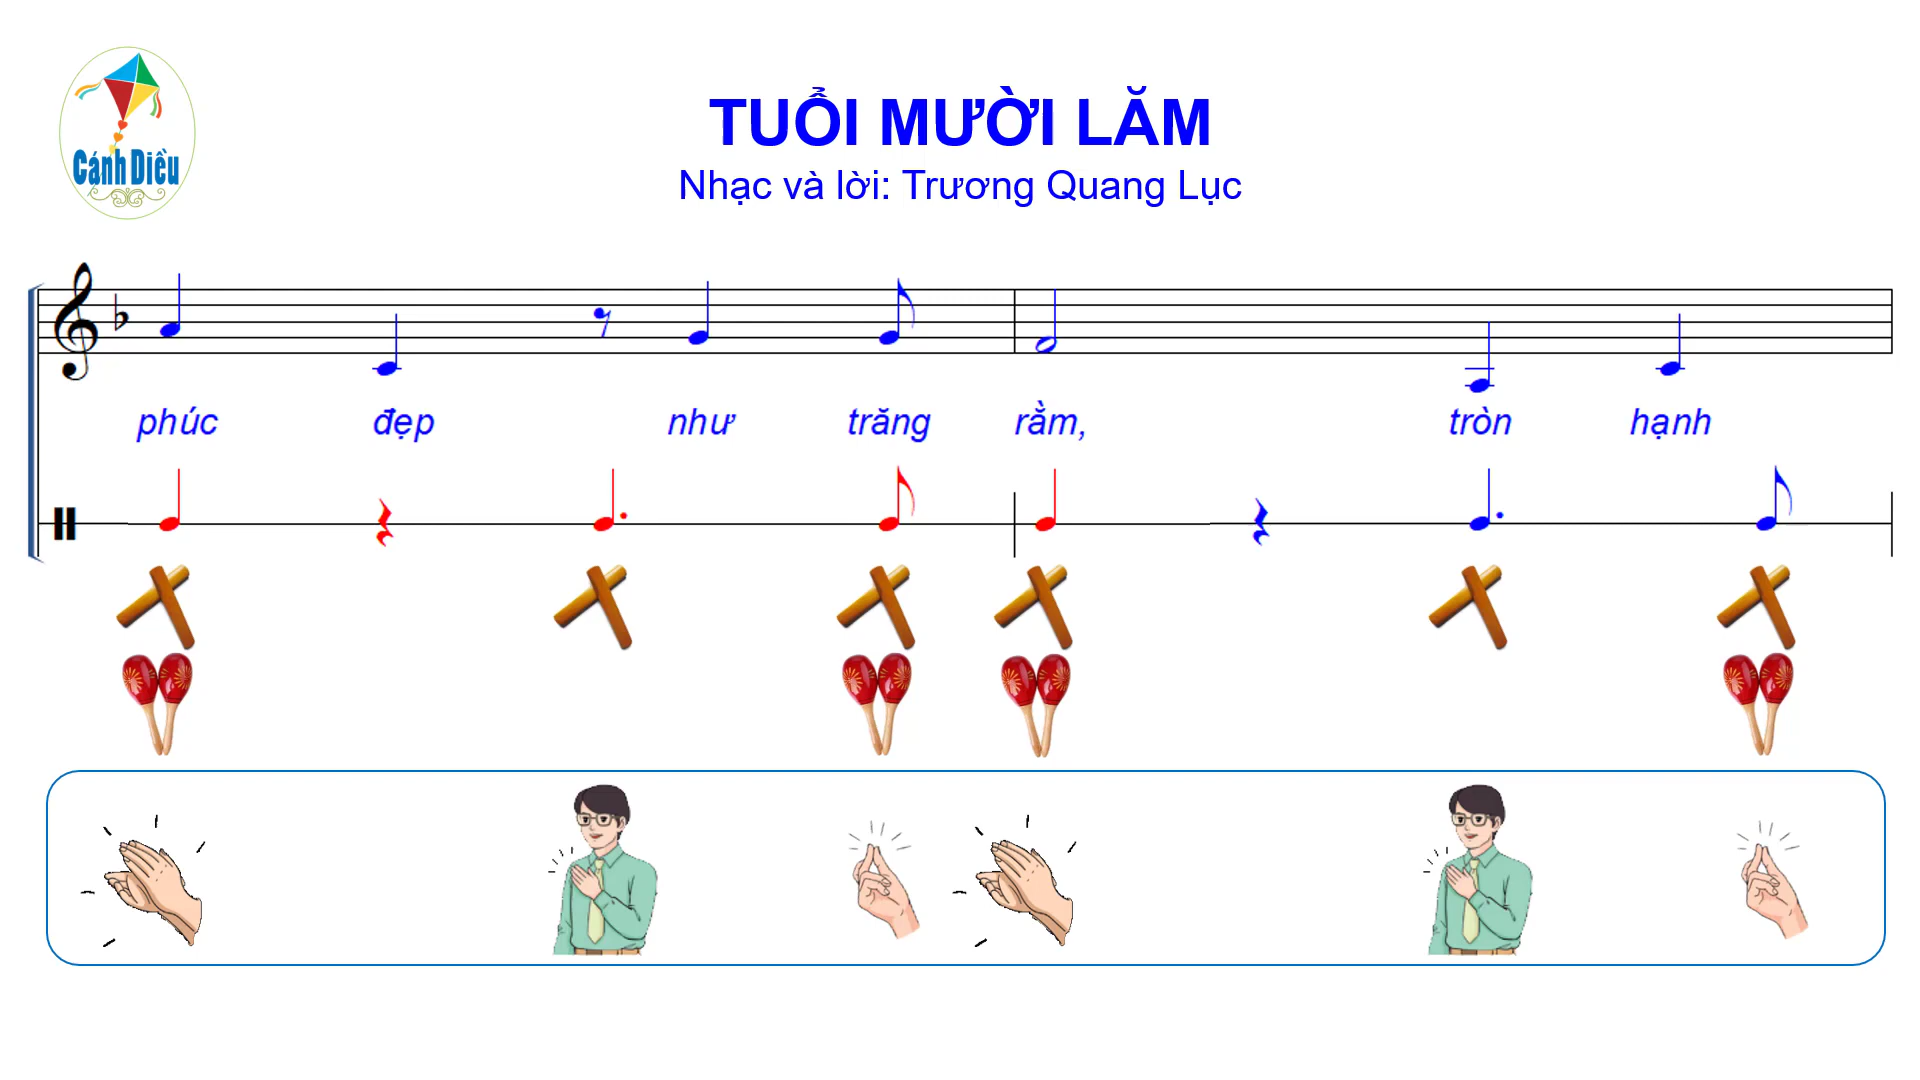 Cánh Diều
TUỔI MƯỜI LĂM
Nhạc và lời: Trương Quang Lục
phúc đẹp như trăng rằm, tròn hạnh